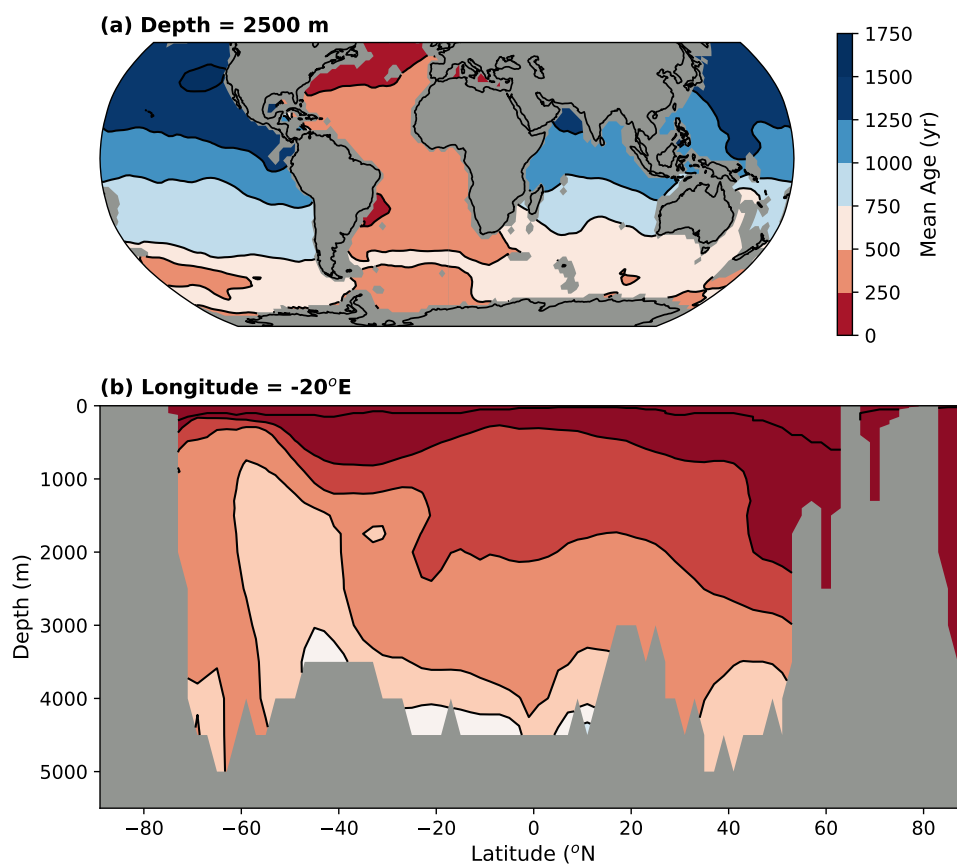 (a) Depth = 2500 m
1750
1500
1250
1000
750
500
250
0
Mean Age (yr)
(b) Longitude = -20°E
0
1000
2000
3000
4000
5000
Depth (m)
−80 −60 −40 −20 0 20 40 60 80
Latitude (°N